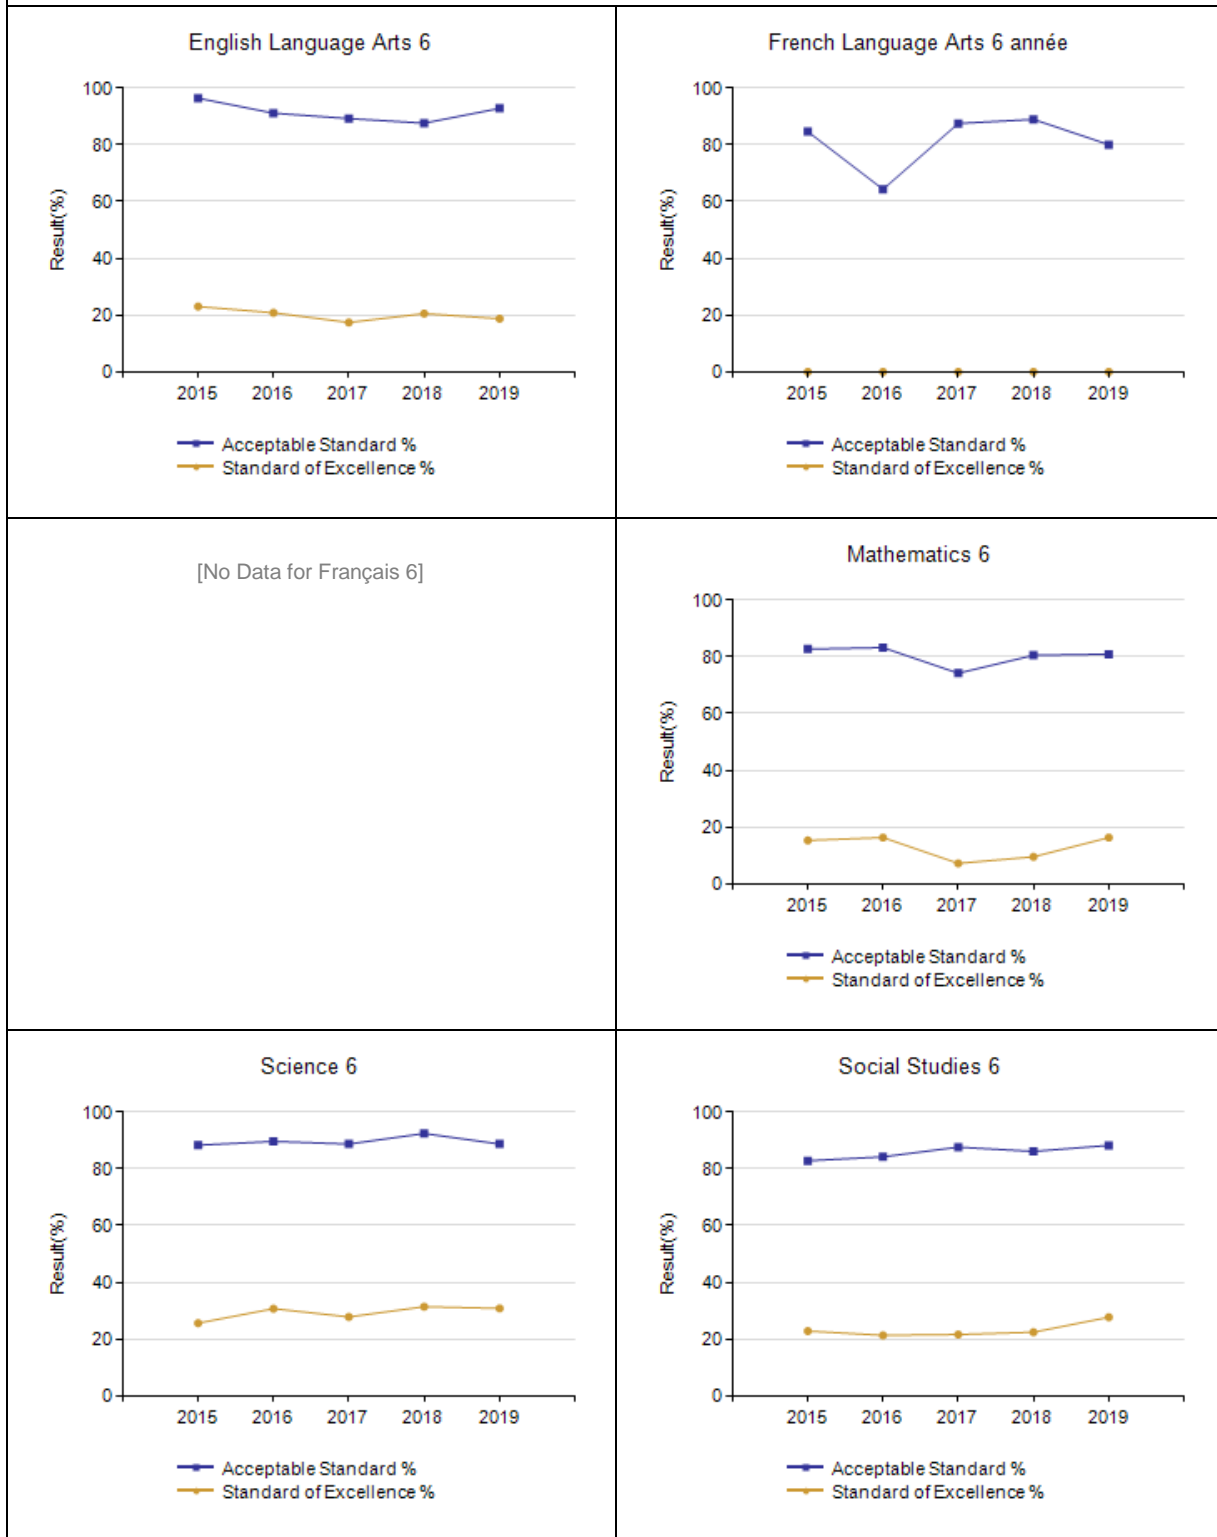 English Language Arts 6
100
80
60
40
20
0
Result(%)
2015 2016 2017 2018 2019
Acceptable Standard %
Standard of Excellence %
French Language Arts 6 année
100
80
60
40
20
0
Result(%)
2015 2016 2017 2018 2019
Acceptable Standard %
Standard of Excellence %
[No Data for Français 6]
Mathematics 6
100
80
60
40
20
0
Result(%)
2015 2016 2017 2018 2019
Acceptable Standard %
Standard of Excellence %
Science 6
100
80
60
40
20
0
Result(%)
2015 2016 2017 2018 2019
Acceptable Standard %
Standard of Excellence %
Social Studies 6
100
80
60
40
20
0
Result(%)
2015 2016 2017 2018 2019
Acceptable Standard %
Standard of Excellence %